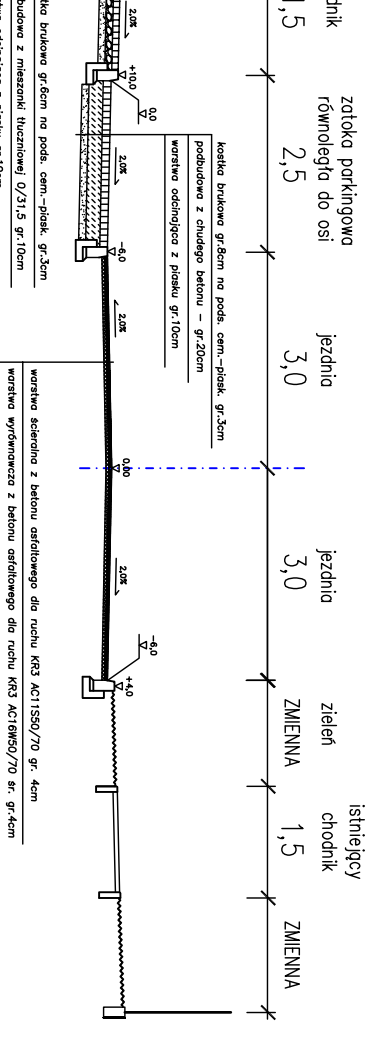 dnik
1,5
zatoka parkingowa
równoległa do osi
2,5
jezdnia
3,0
jezdnia
3,0
zieleń
ZMIENNA
istniejący
chodnik
1,5
ZMIENNA
kostka brukowa gr.8cm na pods. cem.-piask. gr.3cm
podbudowa z chudego betonu - gr.20cm
warstwa odcinająca z piasku gr.10cm
2,0%
+10,0
0,0
2,0%
-6,0
2,0%
0,00
2,0%
-6,0
+4,0
kostka brukowa gr.6cm na pods. cem.-piask. gr.3cm
budowa z mieszanki tłuczniowej 0/31,5 gr.10cm
warstwa ścieralna z betonu asfaltowego dla ruchu KR3 AC11S50/70 gr. 4cm
warstwa wyrównawcza z betonu asfaltowego dla ruchu KR3 AC16W50/70 śr. gr.4cm